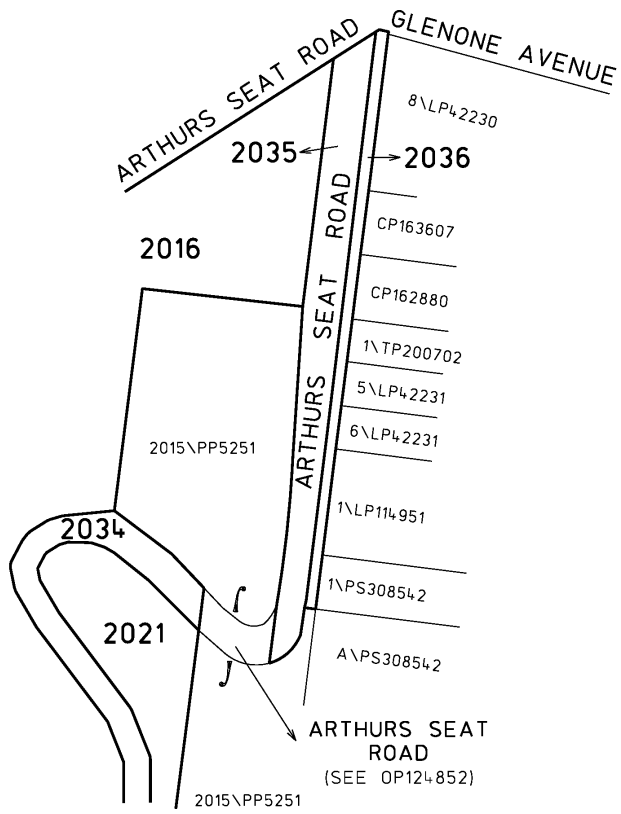 GLENONE AVENUE
ARTHURS SEAT ROAD
8\LP42230
2035
2036
CP163607
2016
CP162880
ARTHURS SEAT ROAD
1\TP200702
5\LP42231
6\LP42231
2015\PP5251
1\LP114951
2034
1\PS308542
2021
A\PS308542
ARTHURS SEAT
ROAD
(SEE OP124852)
2015\PP5251